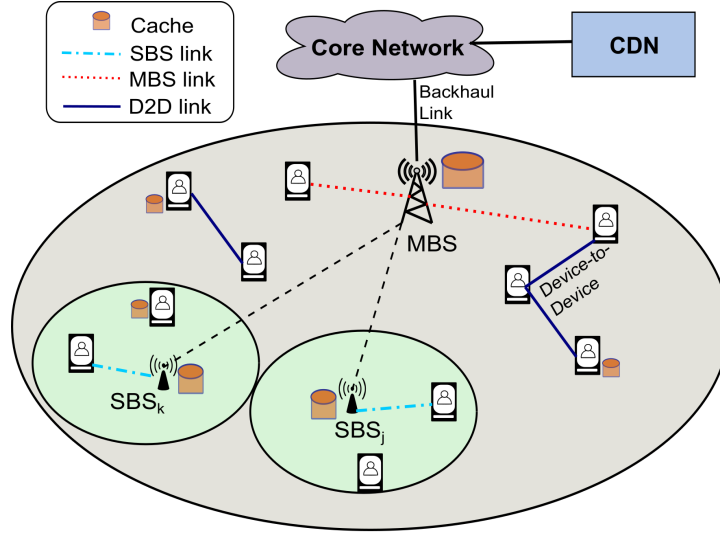 Cache
SBS link
MBS link
D2D link
Core Network
CDN
Backhaul
Link
MBS
Device-to-
Device
SBSₖ
SBSⱼ